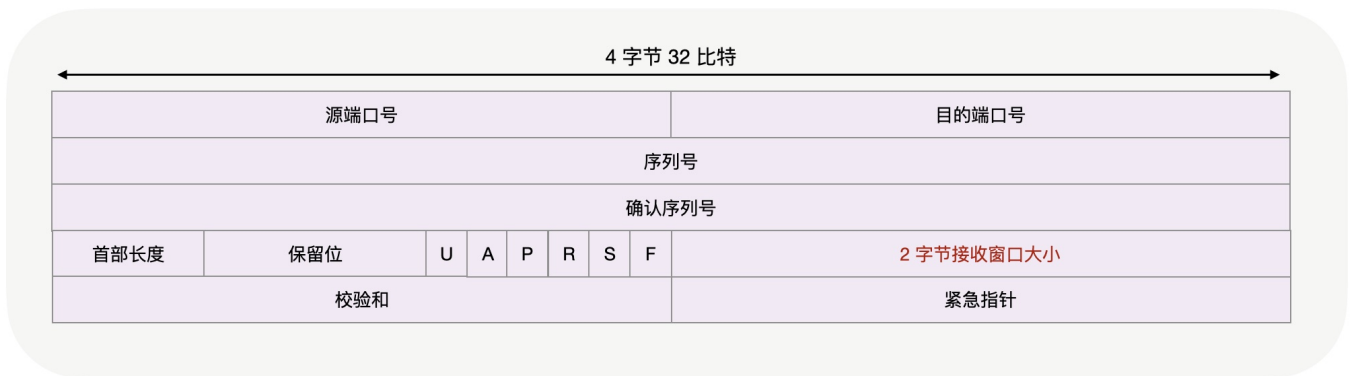 4 字节 32 比特
源端口号 目的端口号
序列号
确认序列号
首部长度 保留位 U A P R S F 2 字节接收窗口大小
校验和 紧急指针